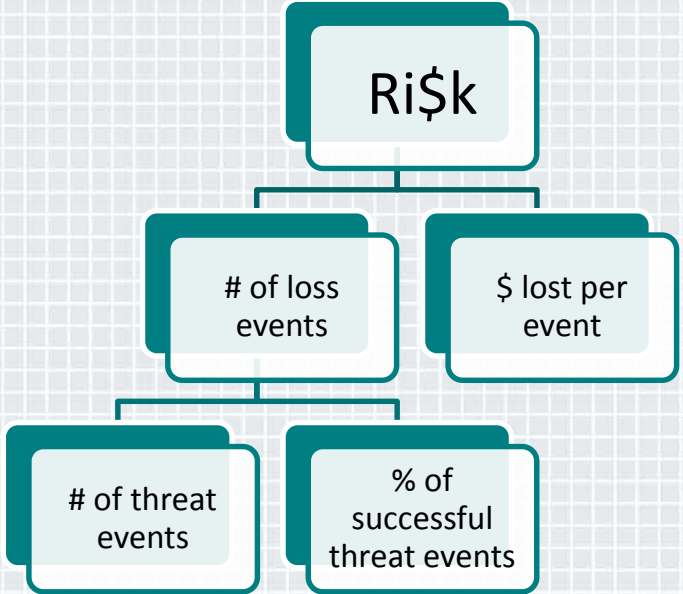 Ri$k
# of loss
events
$ lost per
event
# of threat
events
% of
successful
threat events